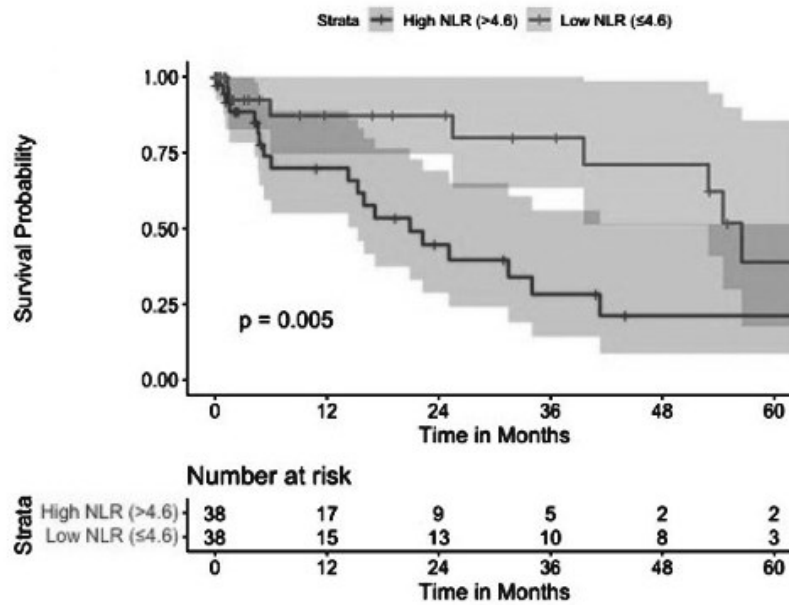 Strata High NLR (>4.6) Low NLR (≤4.6)
Survival Probability
1.00
0.75
0.50
0.25
0.00
p = 0.005
0 12 24 36 48 60
Time in Months
Number at risk
Strata
High NLR (>4.6) 38 17 9 5 2 2
Low NLR (≤4.6) 38 15 13 10 8 3
0 12 24 36 48 60
Time in Months